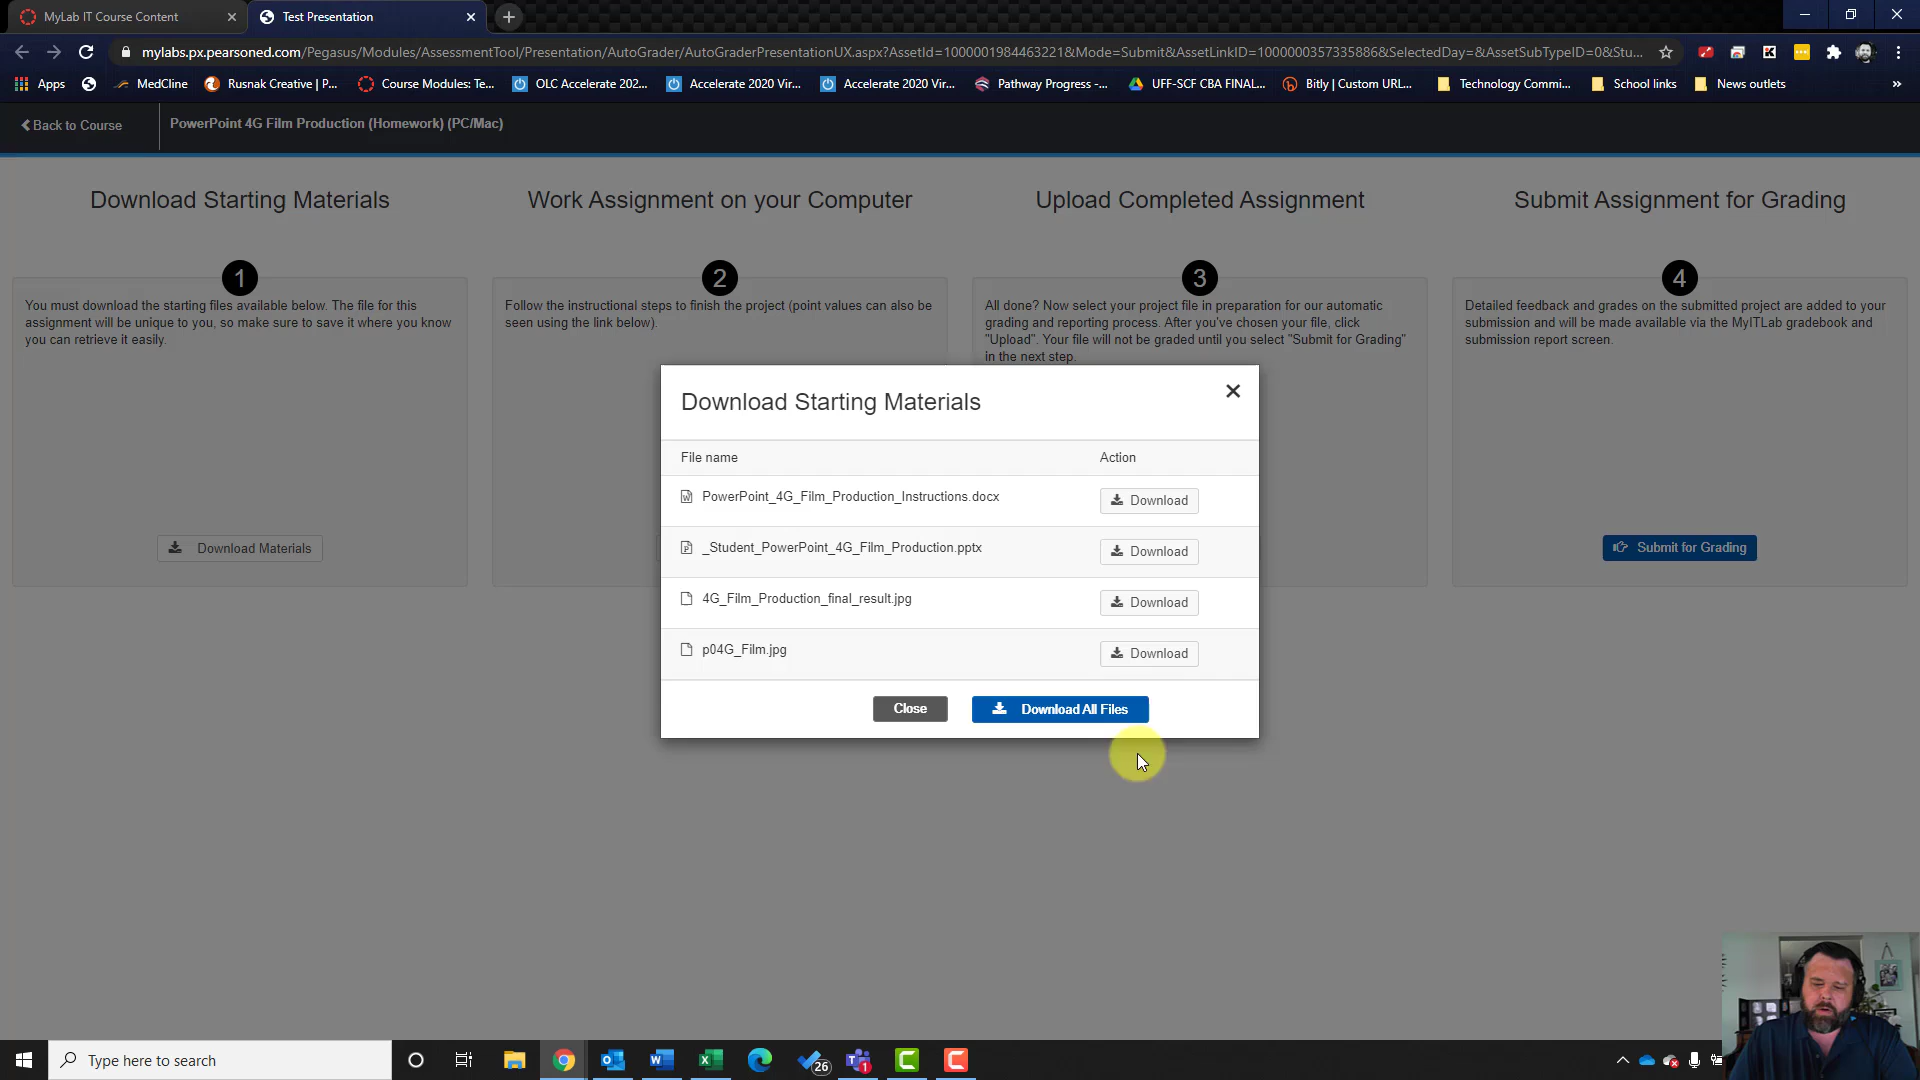 MyLab IT Course Content
Test Presentation
mylabs.px.pearsoned.com/Pegasus/Modules/AssessmentTool/Presentation/AutoGrader/AutoGraderPresentationUX.aspx?AssetId=1000001984463221&Mode=Submit&AssetLinkID=10000003573358868&SelectedDay=&AssetSubTypeID=0&Stu...
Apps
MedCline
Rusnak Creative | P...
Course Modules: Te...
OLC Accelerate 202...
Accelerate 2020 Vir...
Accelerate 2020 Vir...
Pathway Progress -...
UFF-SCF CBA FINAL...
Bitly | Custom URL...
Technology Commi...
School links
News outlets
»
Back to Course
PowerPoint 4G Film Production (Homework) (PC/Mac)
Download Starting Materials
Work Assignment on your Computer
Upload Completed Assignment
Submit Assignment for Grading
1
2
3
4
You must download the starting files available below. The file for this
assignment will be unique to you, so make sure to save it where you know
you can retrieve it easily.
Follow the instructional steps to finish the project (point values can also be
seen using the link below).
All done? Now select your project file in preparation for our automatic
grading and reporting process. After you've chosen your file, click
"Upload". Your file will not be graded until you select "Submit for Grading"
in the next step.
Detailed feedback and grades on the submitted project are added to your
submission and will be made available via the MyITLab gradebook and
submission report screen.
Download Materials
Submit for Grading
Download Starting Materials
File name
Action
PowerPoint_4G_Film_Production_Instructions.docx
Download
_Student_PowerPoint_4G_Film_Production.pptx
Download
4G_Film_Production_final_result.jpg
Download
p04G_Film.jpg
Download
Close
Download All Files
Type here to search
26
1